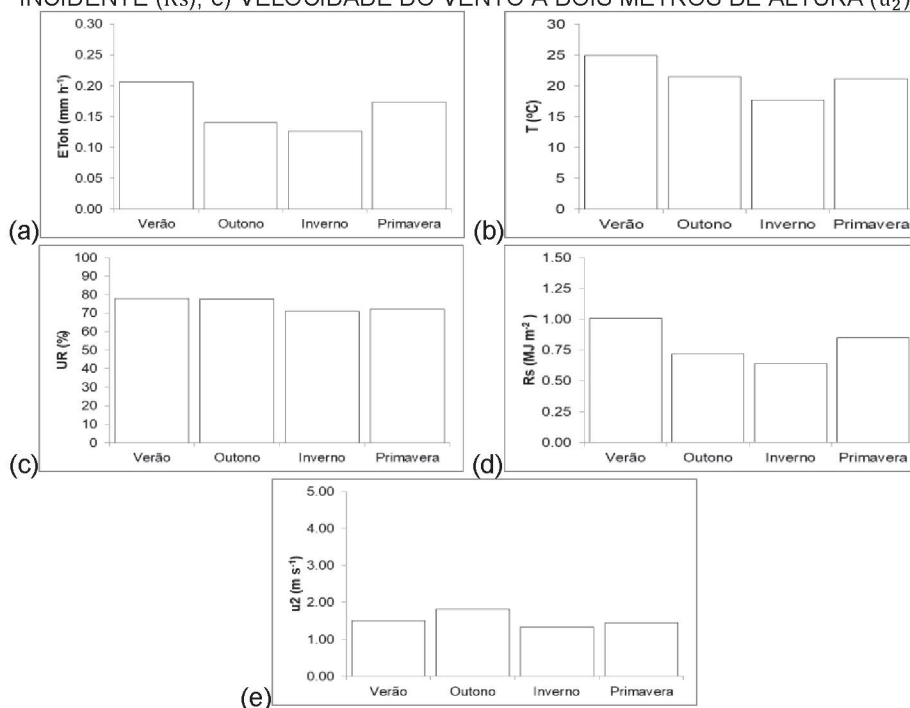 INCIDENTE (Rs); e) VELOCIDADE DO VENTO A DOIS METROS DE ALTURA (u₂)
0.30
0.25
0.20
0.15
0.10
0.05
0.00
EToh (mm h⁻¹)
Verão Outono Inverno Primavera
(a)
30
25
20
15
10
5
0
T (ºC)
Verão Outono Inverno Primavera
(b)
100
90
80
70
60
50
40
30
20
10
0
UR (%)
Verão Outono Inverno Primavera
(c)
1.50
1.25
1.00
0.75
0.50
0.25
0.00
Rs (MJ m⁻²)
Verão Outono Inverno Primavera
(d)
5.00
4.00
3.00
2.00
1.00
0.00
u2 (m s⁻¹)
Verão Outono Inverno Primavera
(e)